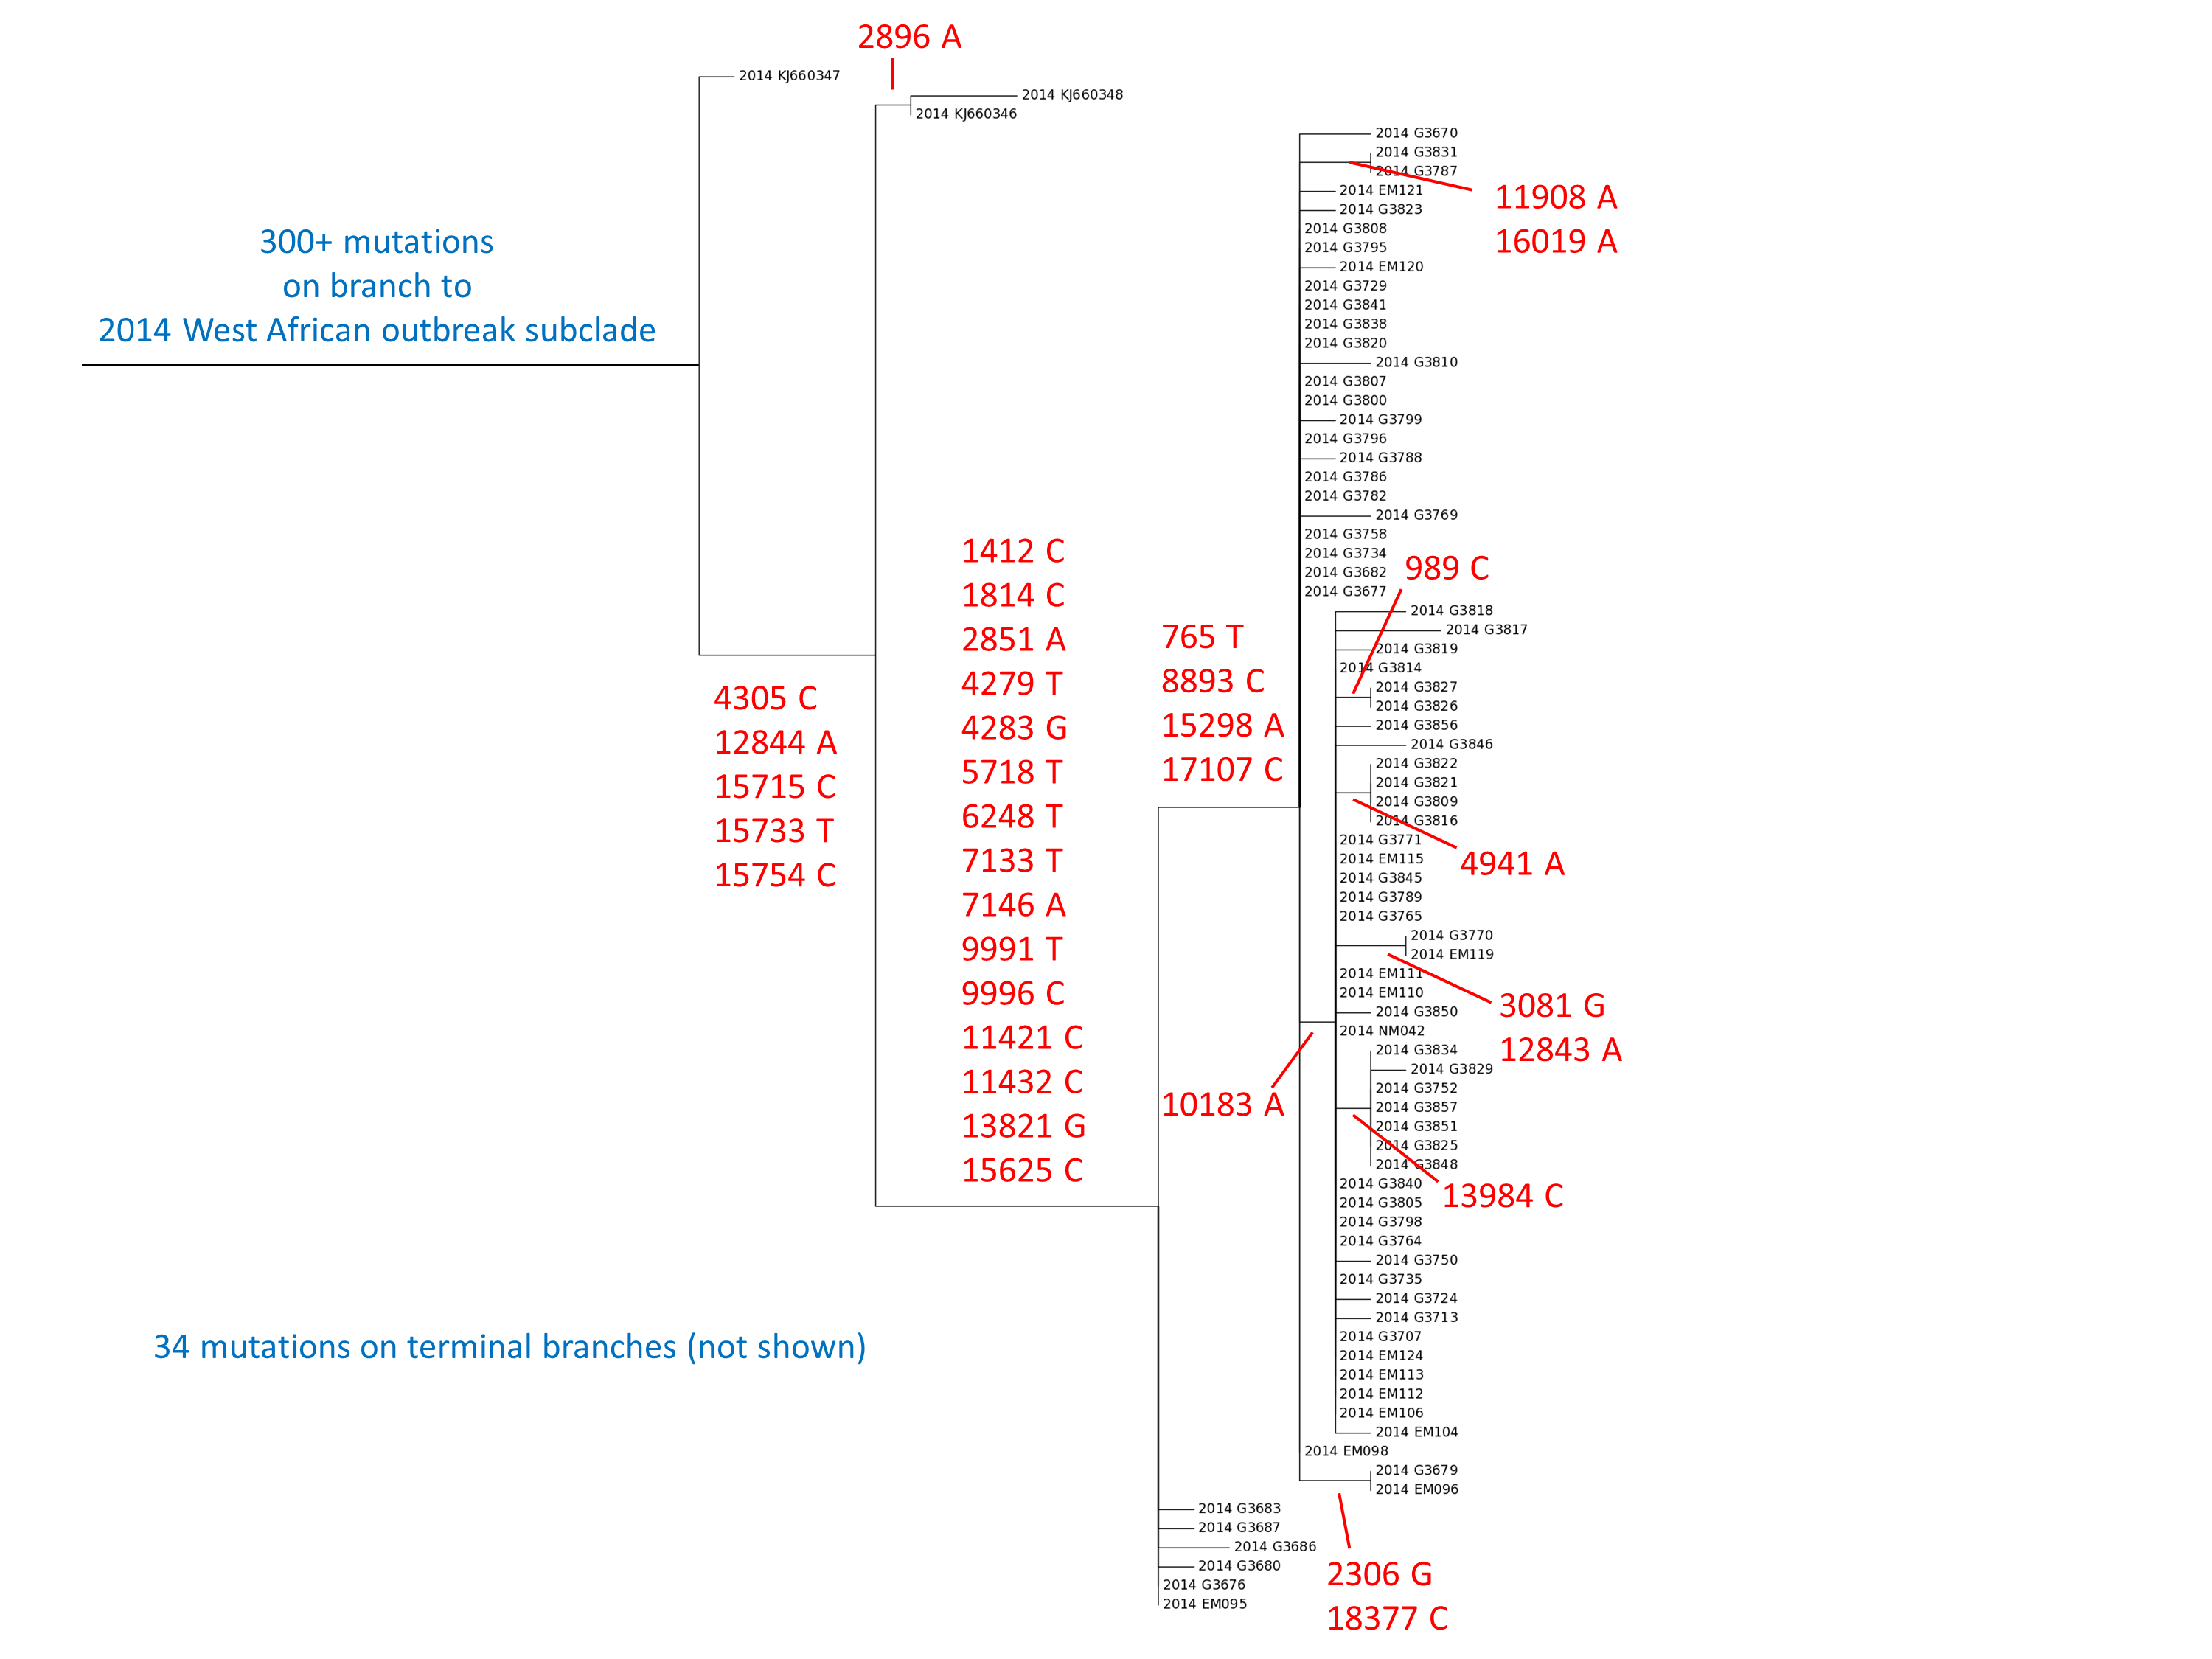 2896 A
2014 KJ660347
2014 KJ660348
2014 KJ660346
300+ mutations
on branch to
2014 West African outbreak subclade
4305 C
12844 A
15715 C
15733 T
15754 C
1412 C
1814 C
2851 A
4279 T
4283 G
5718 T
6248 T
7133 T
7146 A
9991 T
9996 C
11421 C
11432 C
13821 G
15625 C
765 T
8893 C
15298 A
17107 C
10183 A
2014 G3670
2014 G3831
2014 G3787
11908 A
16019 A
2014 EM121
2014 G3823
2014 G3808
2014 G3795
2014 EM120
2014 G3729
2014 G3841
2014 G3838
2014 G3820
2014 G3810
2014 G3807
2014 G3800
2014 G3799
2014 G3796
2014 G3788
2014 G3786
2014 G3782
2014 G3769
2014 G3758
2014 G3734
2014 G3682
2014 G3677
989 C
2014 G3818
2014 G3817
2014 G3819
2014 G3814
2014 G3827
2014 G3826
2014 G3856
2014 G3846
2014 G3822
2014 G3821
2014 G3809
2014 G3816
4941 A
2014 G3771
2014 EM115
2014 G3845
2014 G3789
2014 G3765
2014 G3770
2014 EM119
3081 G
12843 A
2014 EM111
2014 EM110
2014 G3850
2014 NM042
2014 G3834
2014 G3829
2014 G3752
2014 G3857
2014 G3851
2014 G3825
2014 G3848
13984 C
2014 G3840
2014 G3805
2014 G3798
2014 G3764
2014 G3750
2014 G3735
2014 G3724
2014 G3713
2014 G3707
2014 EM124
2014 EM113
2014 EM112
2014 EM106
2014 EM104
2014 EM098
2014 G3679
2014 EM096
2306 G
18377 C
2014 G3683
2014 G3687
2014 G3686
2014 G3680
2014 G3676
2014 EM095
34 mutations on terminal branches (not shown)